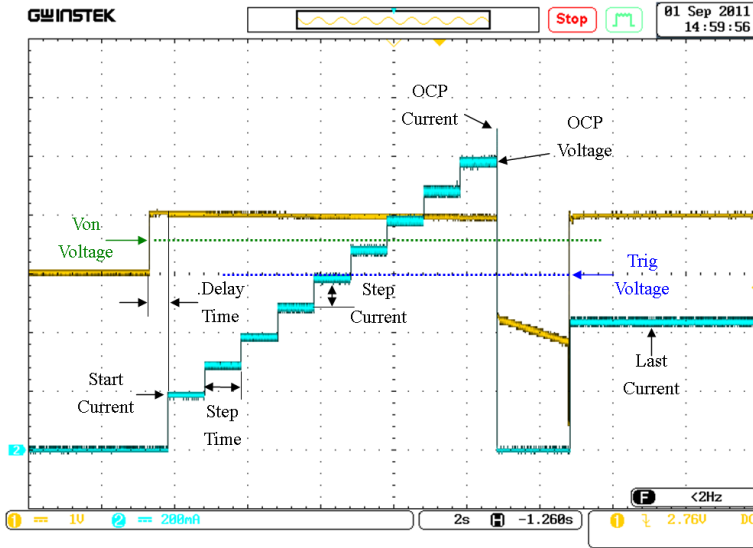 GWINSTEK
Stop
01 Sep 2011
14:59:56
OCP
Current
OCP
Voltage
Von
Voltage
Trig
Voltage
.Delay
Time
Step
Current
Start
Current
Step
Time
Last
Current
2
F <2Hz
1 1V 2 200mA
2s H -1.260s
1 2.76V DC